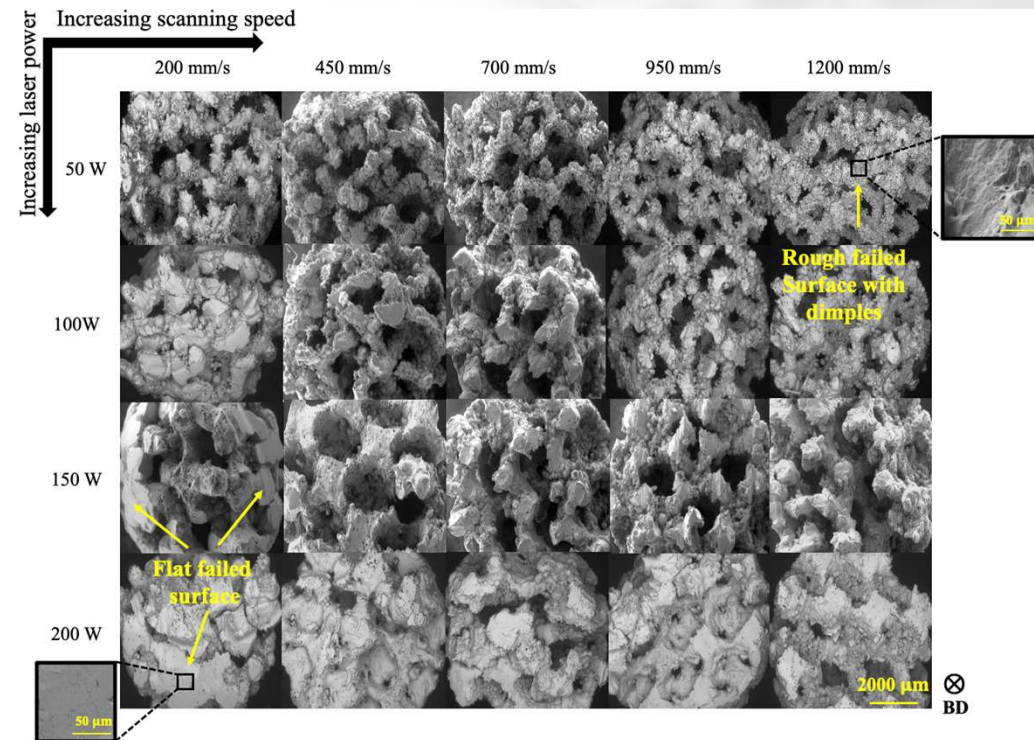 Increasing scanning speed
Increasing laser power
200 mm/s 450 mm/s 700 mm/s 950 mm/s 1200 mm/s
50 W
50 µm
Rough failed
Surface with
dimples
100W
150 W
Flat failed
surface
200 W
50 µm
2000 µm
BD